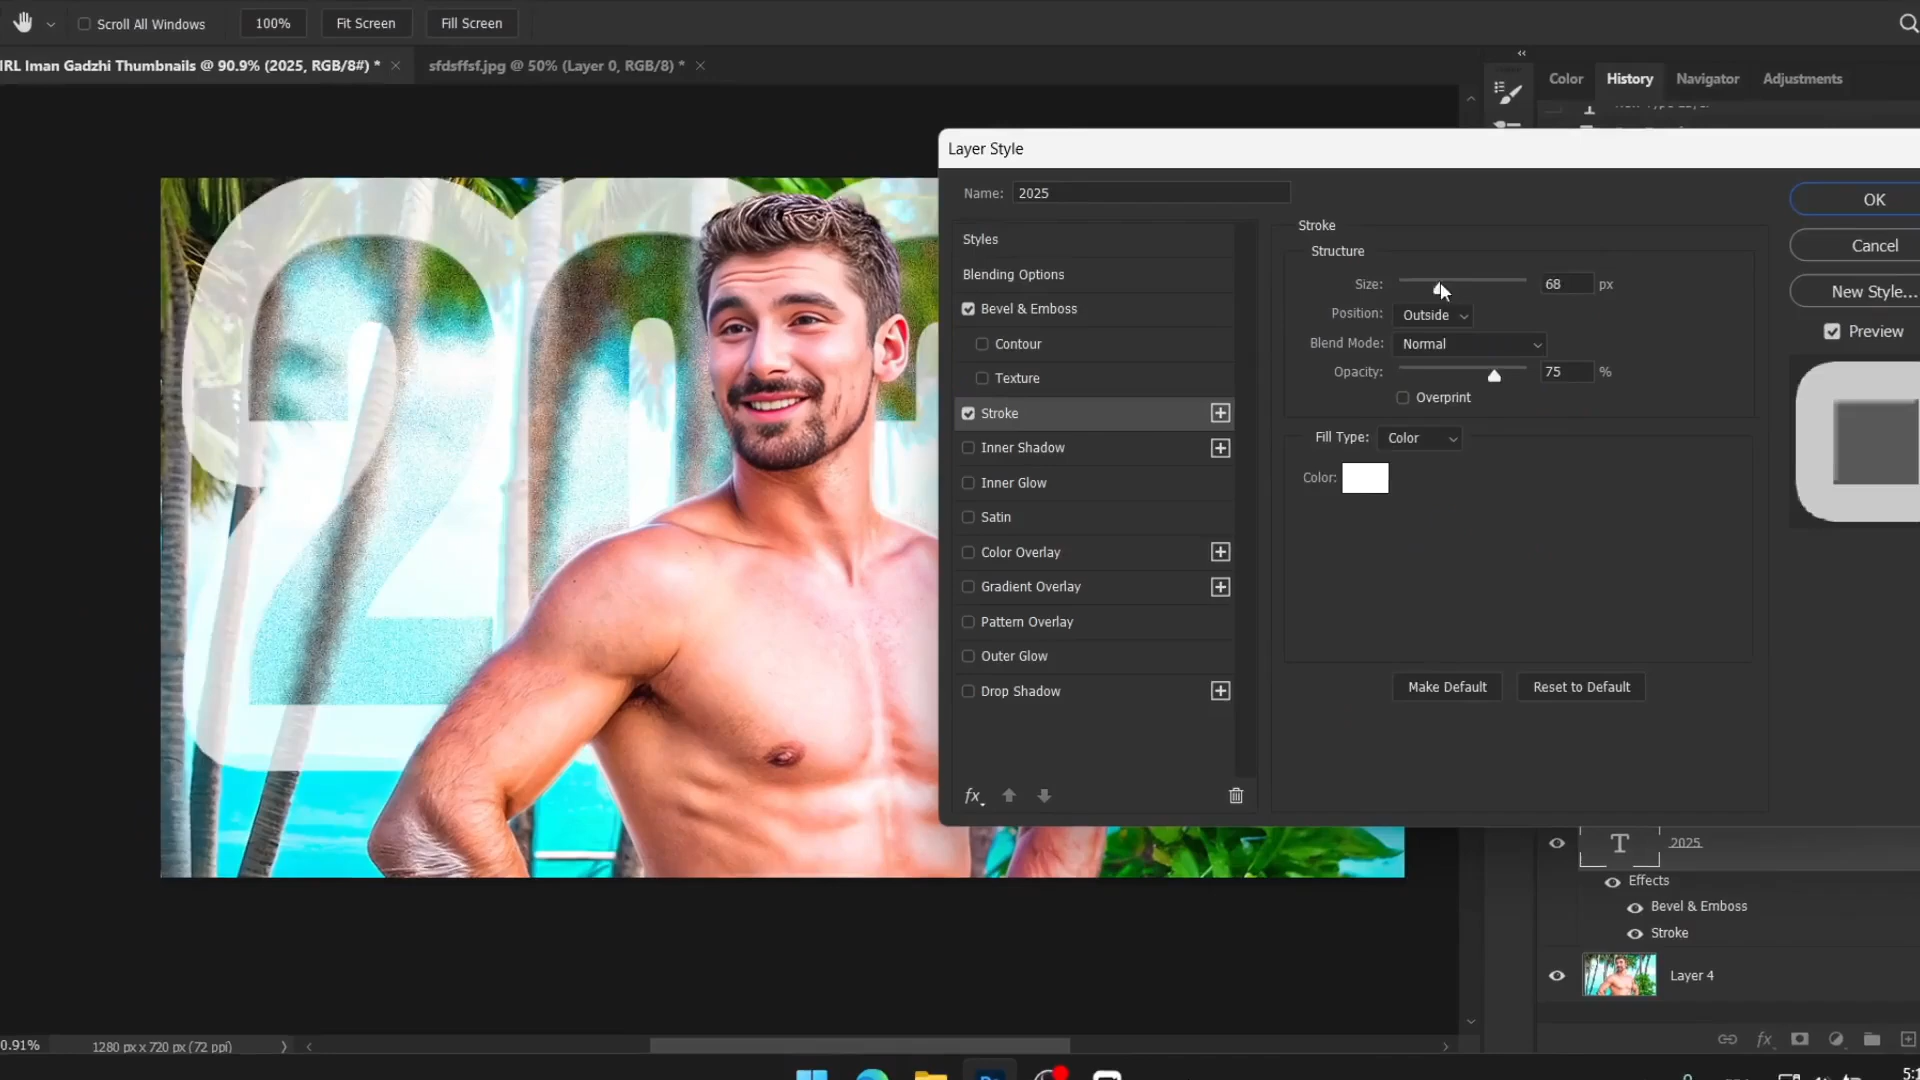 Scroll All Windows
100%
Fit Screen
Fill Screen
IRL Iman Gadzhi Thumbnails @ 90.9% (2025, RGB/8#) *
sfdsffsf.jpg @ 50% (Layer 0, RGB/8) *
Color
History
Navigator
Adjustments
Layer Style
Name:
2025
Styles
Blending Options
Bevel & Emboss
Contour
Texture
Stroke
Inner Shadow
Inner Glow
Satin
Color Overlay
Gradient Overlay
Pattern Overlay
Outer Glow
Drop Shadow
fx
Stroke
Structure
Size:
68
px
Position:
Outside
Blend Mode:
Normal
Opacity:
75
%
Overprint
Fill Type:
Color
Color:
Make Default
Reset to Default
OK
Cancel
New Style...
Preview
20
T
2025
Effects
Bevel & Emboss
Stroke
Layer 4
fx
0.91%
1280 px x 720 px (72 ppi)
Ps